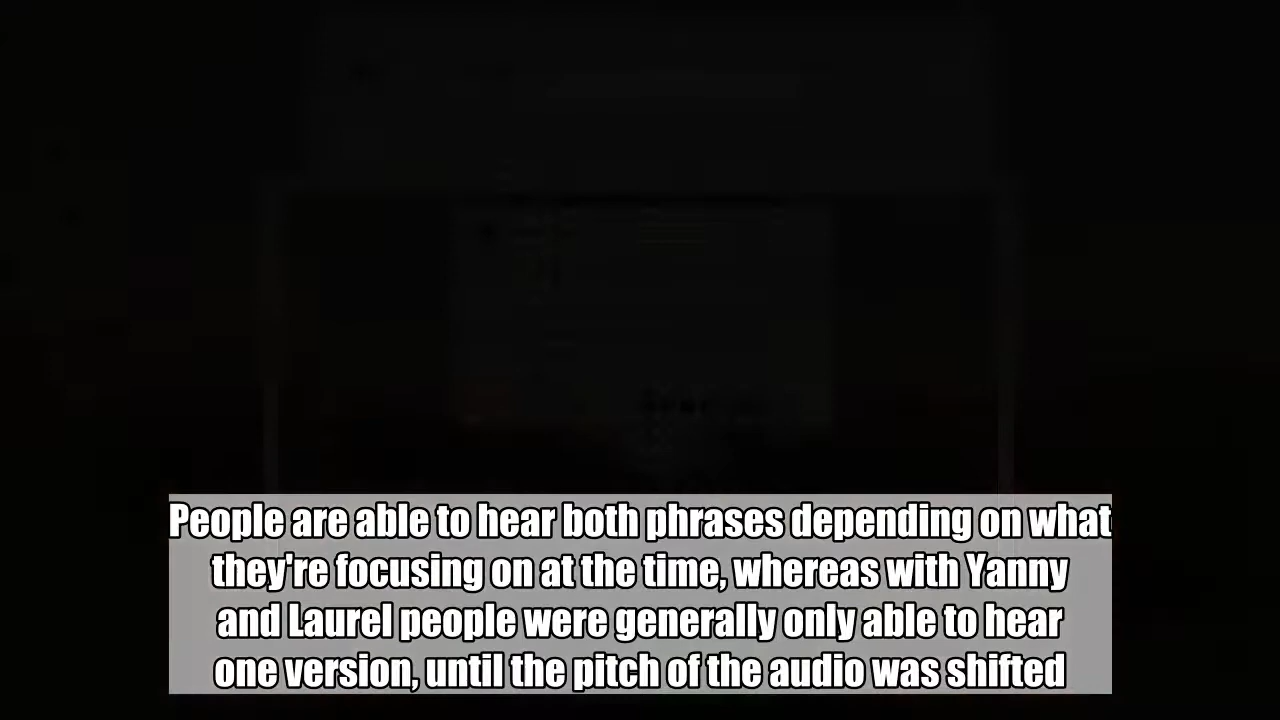 People are able to hear both phrases depending on what
they're focusing on at the time, whereas with Yanny
and Laurel people were generally only able to hear
one version, until the pitch of the audio was shifted